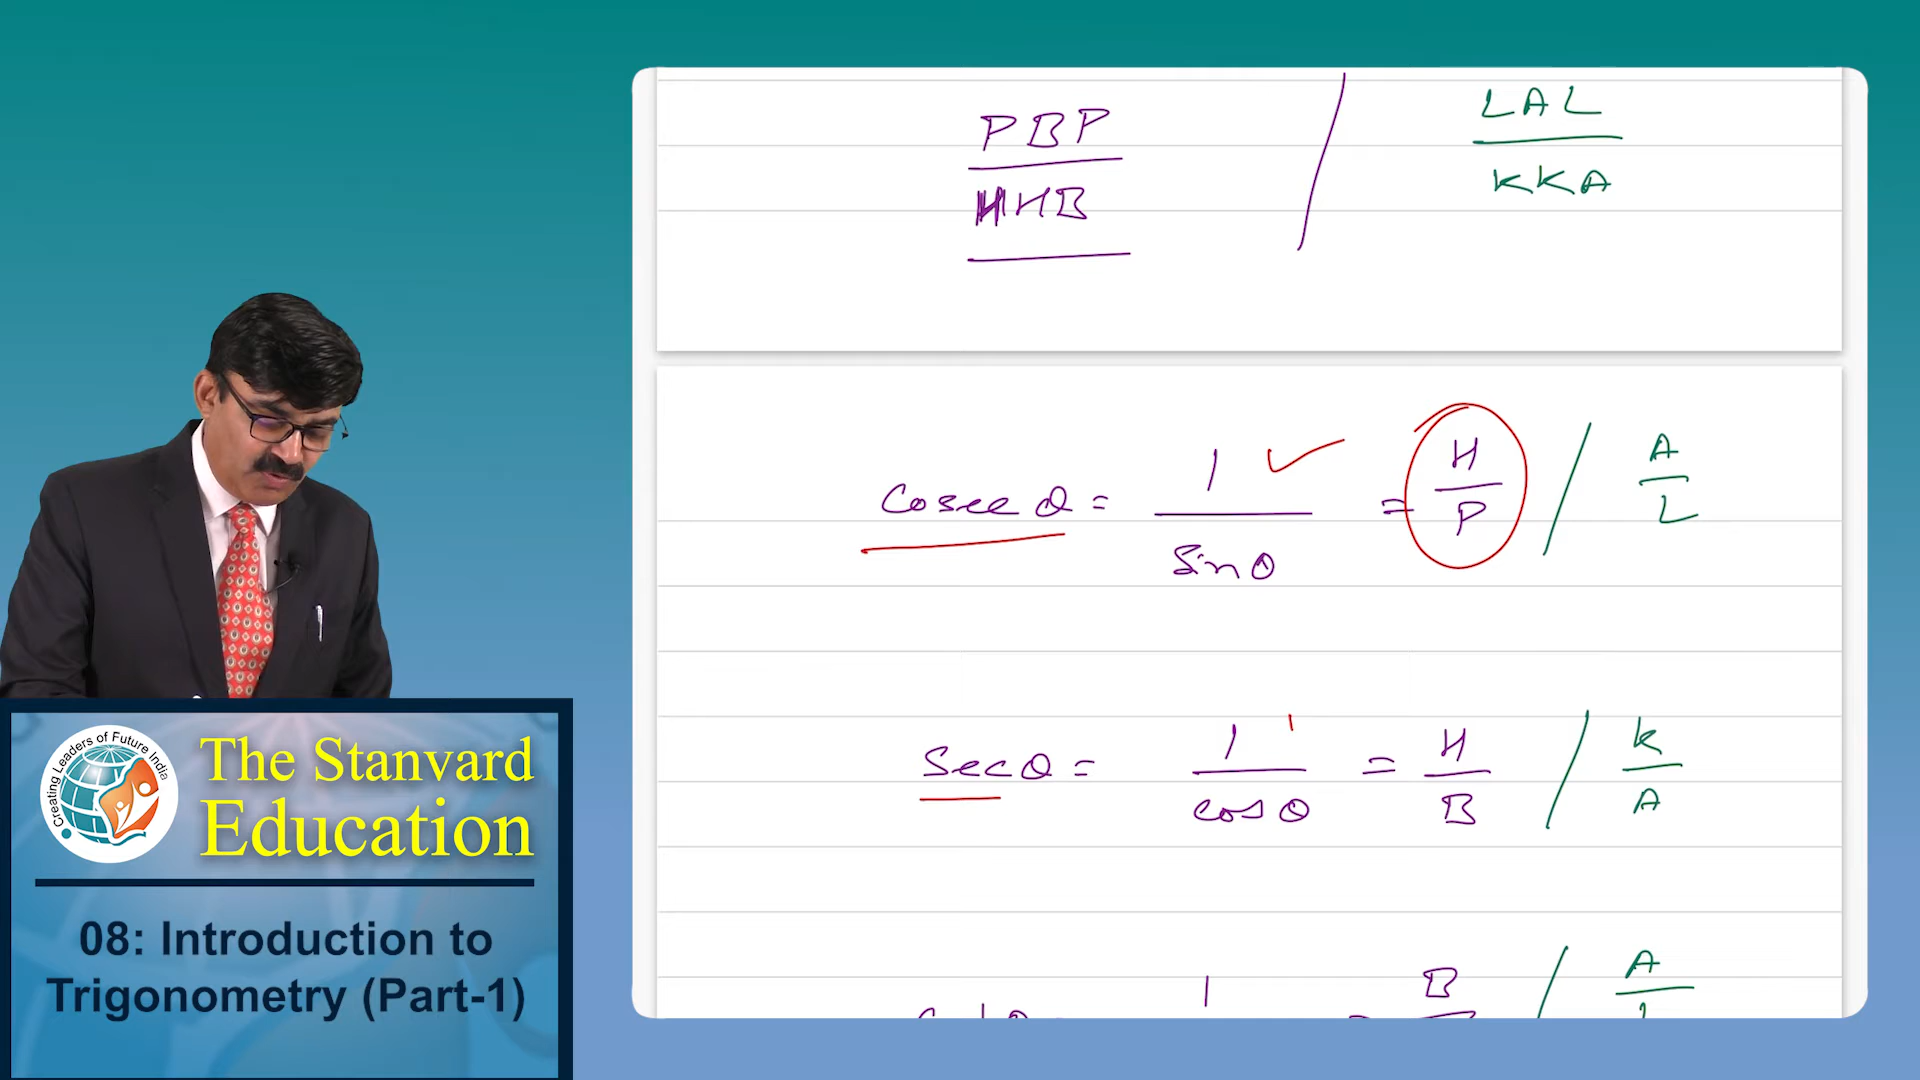 PBP / LAL
HHB KKA
Cosec θ = 1 / sin θ = H / P / A / L
Sec θ = 1 / cos θ = H / B / K / A
1 B / A
Creating Leaders of Future India
The Stanvard
Education
08: Introduction to
Trigonometry (Part-1)